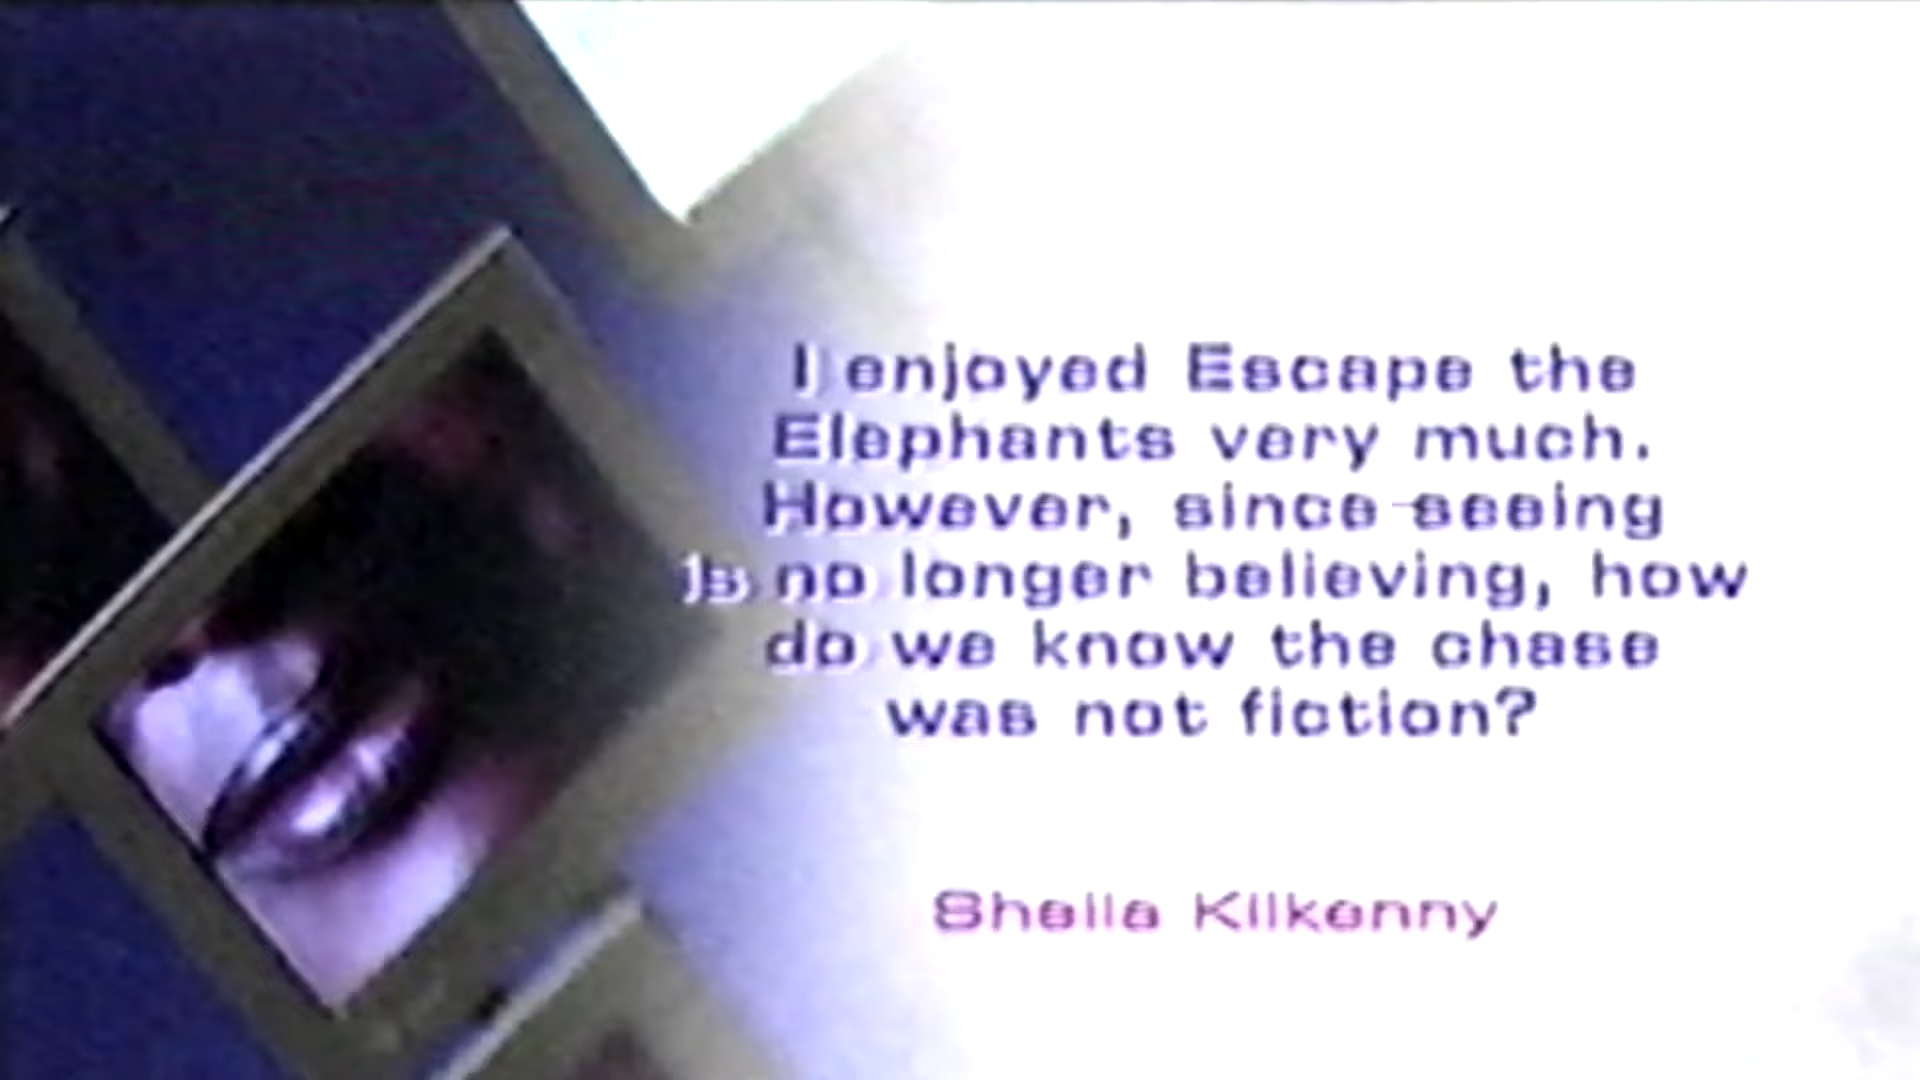 I enjoyed Escape the
Elephants very much.
However, since seeing
is no longer believing, how
do we know the chase
was not fiction?
Sheila Kilkenny